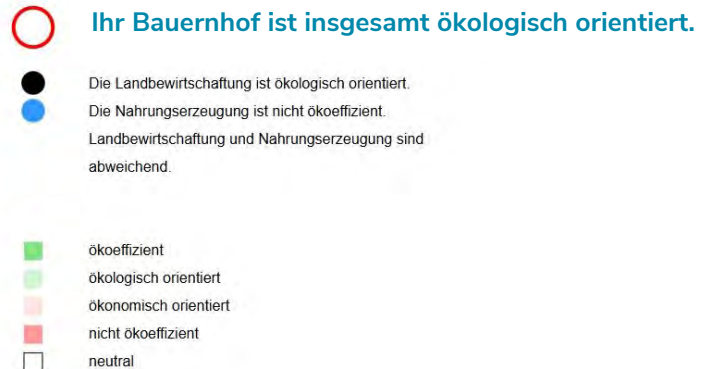 Ihr Bauernhof ist insgesamt ökologisch orientiert.
Die Landbewirtschaftung ist ökologisch orientiert.
Die Nahrungserzeugung ist nicht ökoeffizient.
Landbewirtschaftung und Nahrungserzeugung sind
abweichend.
ökoeffizient
ökologisch orientiert
ökonomisch orientiert
nicht ökoeffizient
neutral